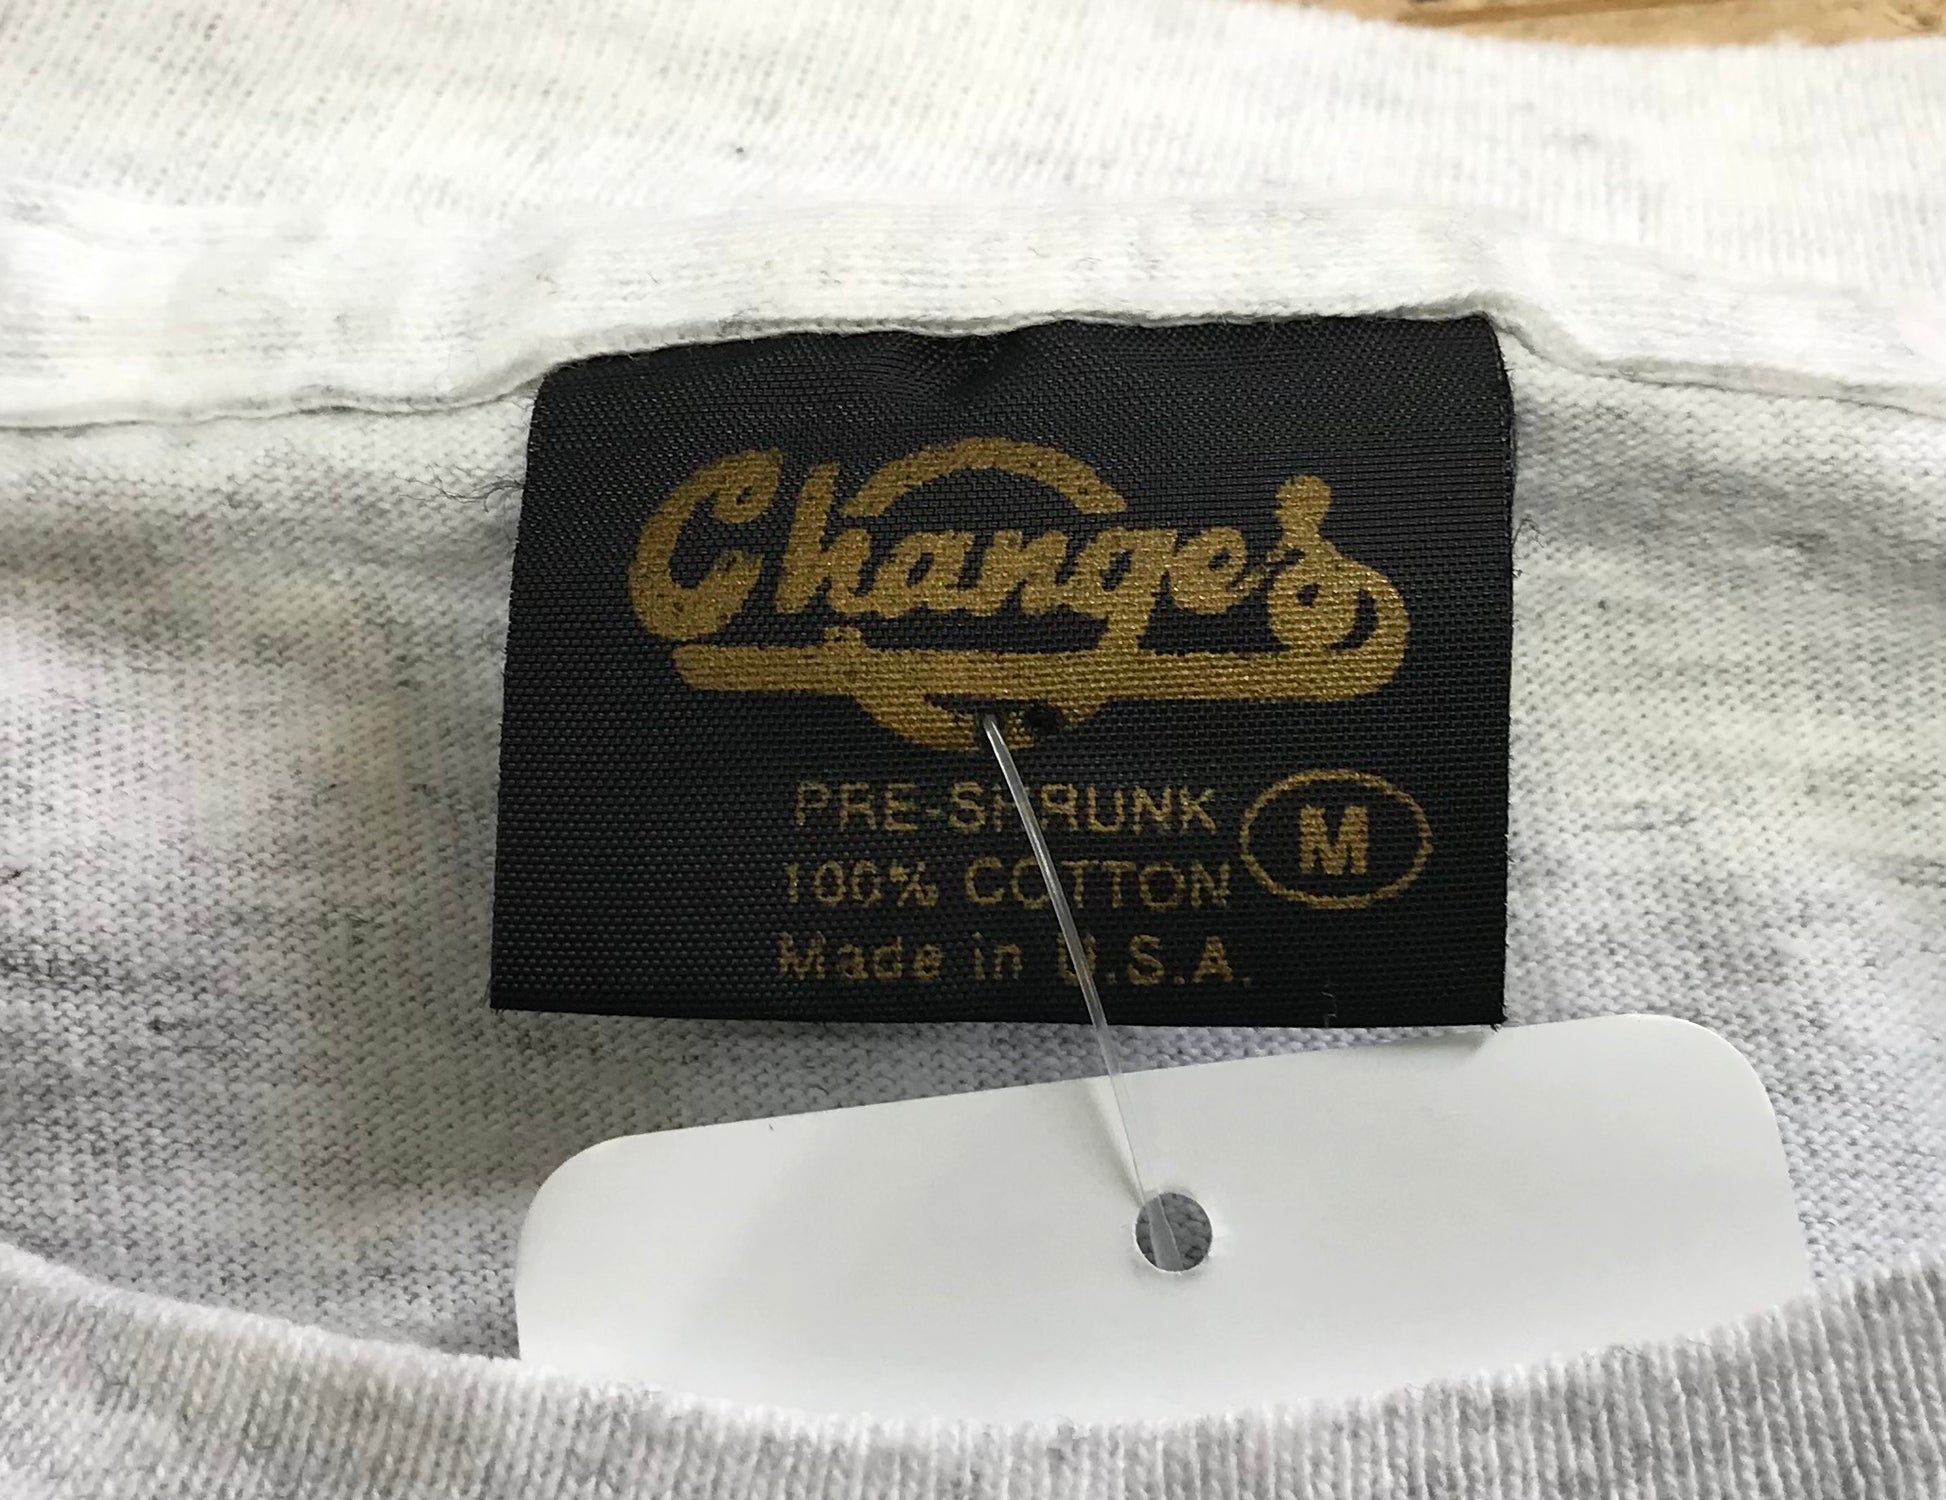 Changes
PRE-SHRUNK
100% COTTON
M
Made in U.S.A.